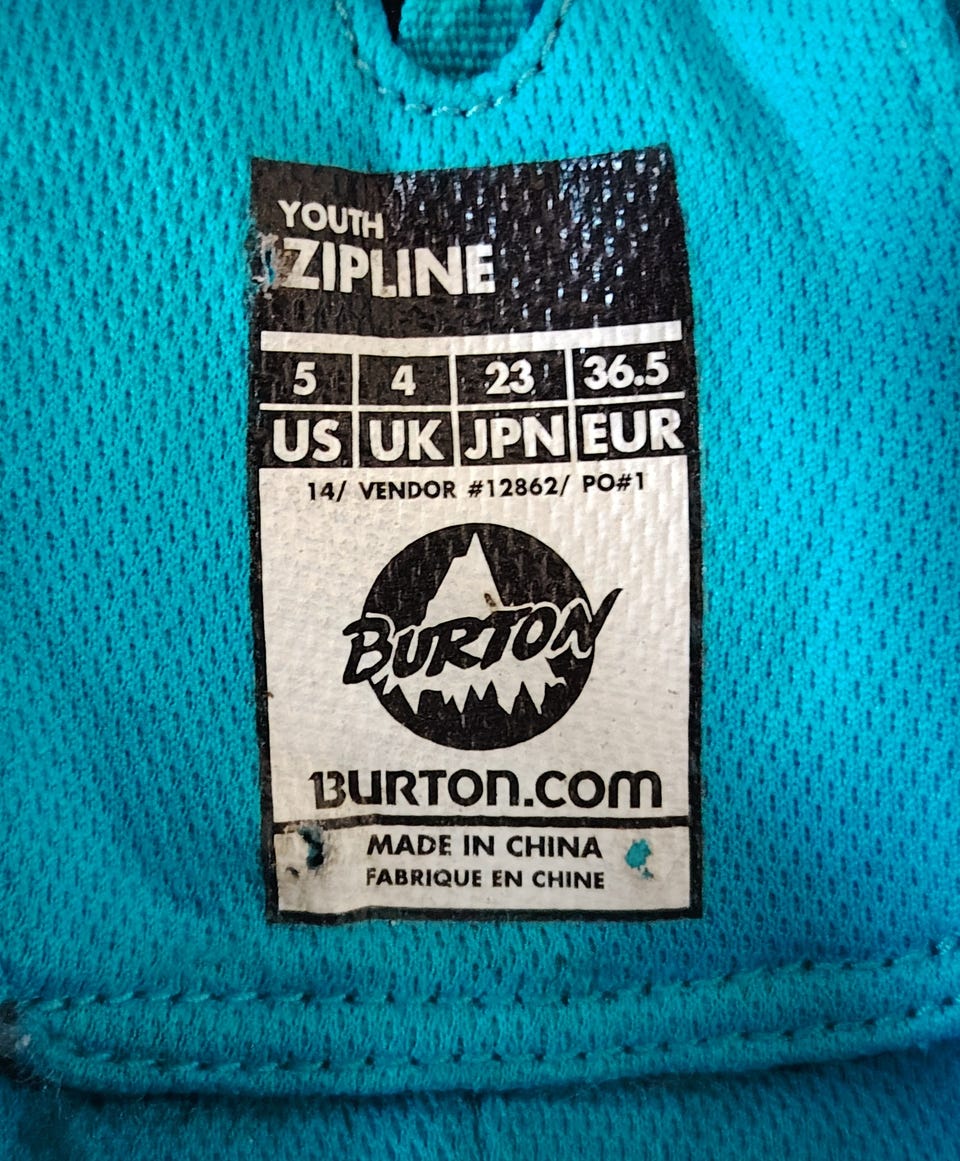 YOUTH
ZIPLINE
5 4 23 36.5
US UK JPN EUR
14/ VENDOR #12862/ PO#1
BURTON
BURTON.COM
MADE IN CHINA
FABRIQUE EN CHINE